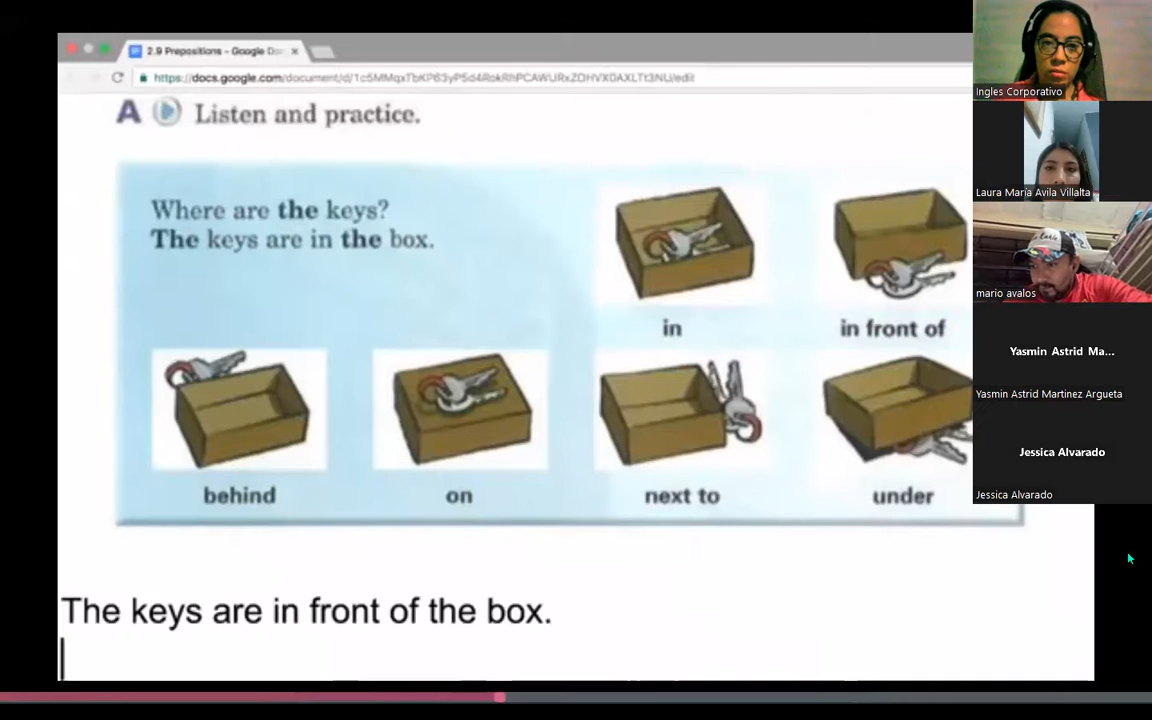 2.9 Prepositions - Google Do
Ingles Corporativo
A Listen and practice.
Laura María Avila Villalta
Where are the keys?
The keys are in the box.
mario avalos
in
in front of
Yasmin Astrid Ma...
Yasmin Astrid Martinez Argueta
Jessica Alvarado
Jessica Alvarado
behind
on
next to
under
The keys are in front of the box.